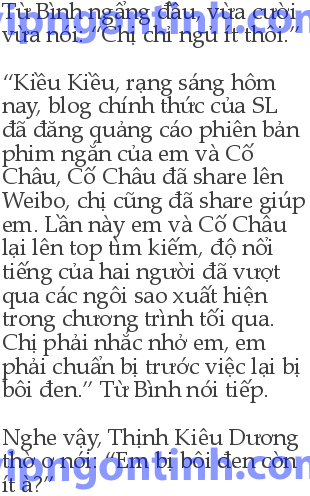 Từ Bình ngẩng đầu, vừa cười
vừa nói: “Chị chỉ ngủ ít thôi.”
“Kiều Kiều, rạng sáng hôm
nay, blog chính thức của SL
đã đăng quảng cáo phiên bản
phim ngắn của em và Cố
Châu, Cố Châu đã share lên
Weibo, chị cũng đã share giúp
em. Lần này em và Cố Châu
lại lên top tìm kiếm, độ nổi
tiếng của hai người đã vượt
qua các ngôi sao xuất hiện
trong chương trình tối qua.
Chị phải nhắc nhở em, em
phải chuẩn bị trước việc lại bị
bôi đen.” Từ Bình nói tiếp.
Nghe vậy, Thịnh Kiêu Dương
thờ ơ nói: “Em bị bôi đen còn
ít à?”
vipngontinh.com
vipngontinh.com